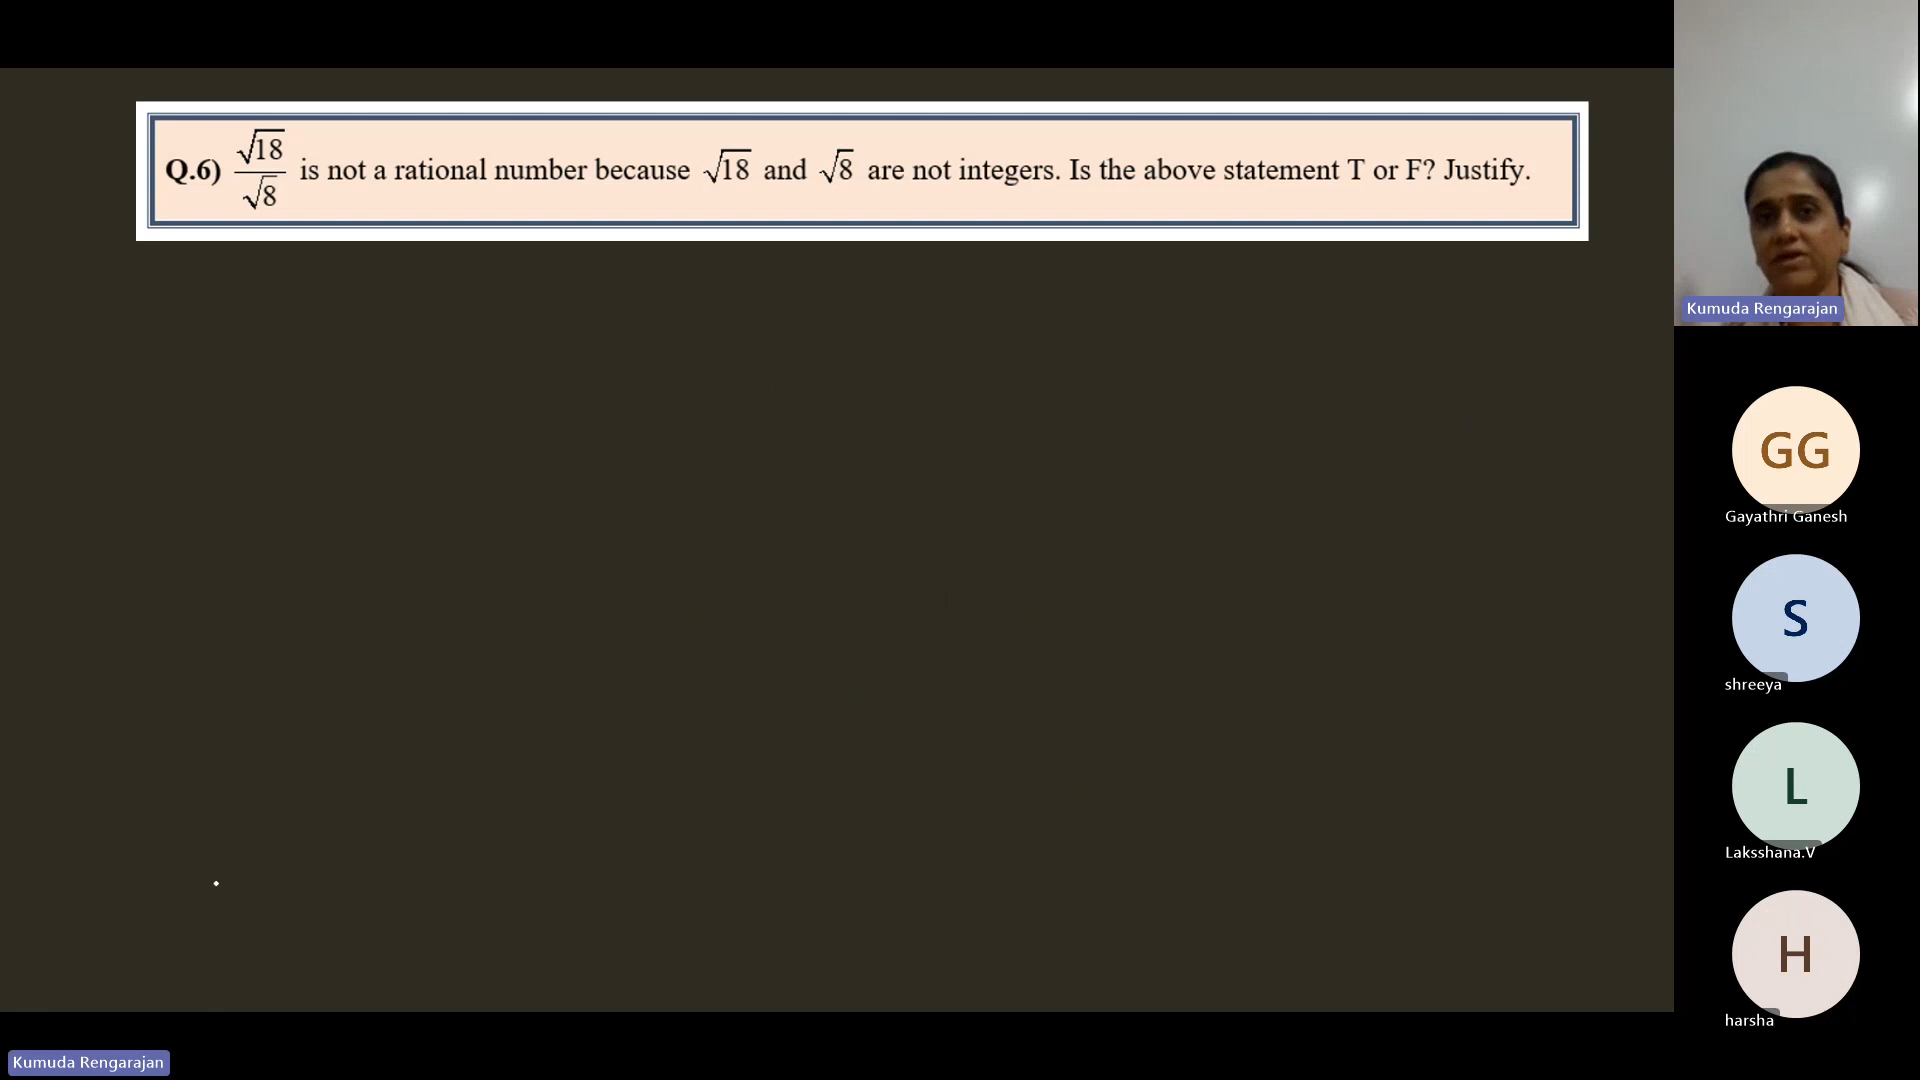 Q.6) √18/√8 is not a rational number because √18 and √8 are not integers. Is the above statement T or F? Justify.
Kumuda Rengarajan
GG
Gayathri Ganesh
S
shreeya
L
Laksshana.V
H
harsha
Kumuda Rengarajan